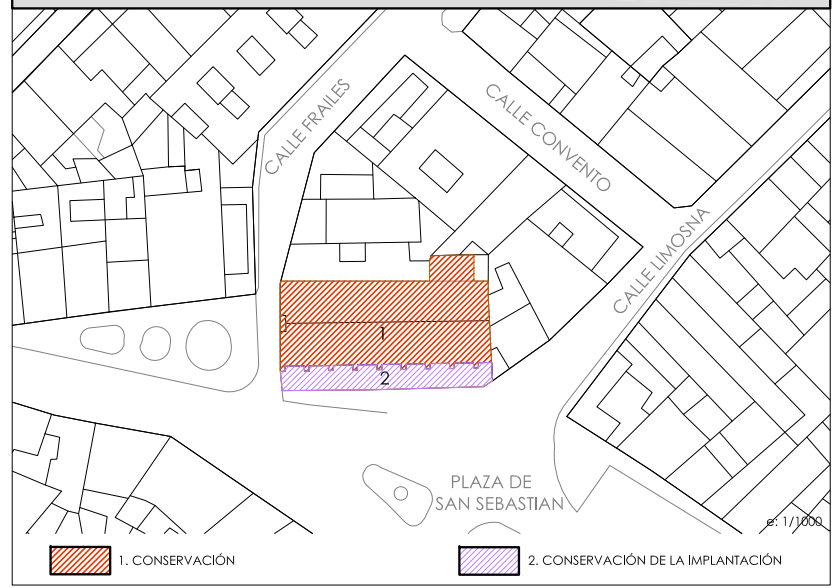 CALLE FRAILES
CALLE CONVENTO
CALLE LIMOSNA
1
2
PLAZA DE
SAN SEBASTIAN
e: 1/1000
1. CONSERVACIÓN
2. CONSERVACIÓN DE LA IMPLANTACIÓN